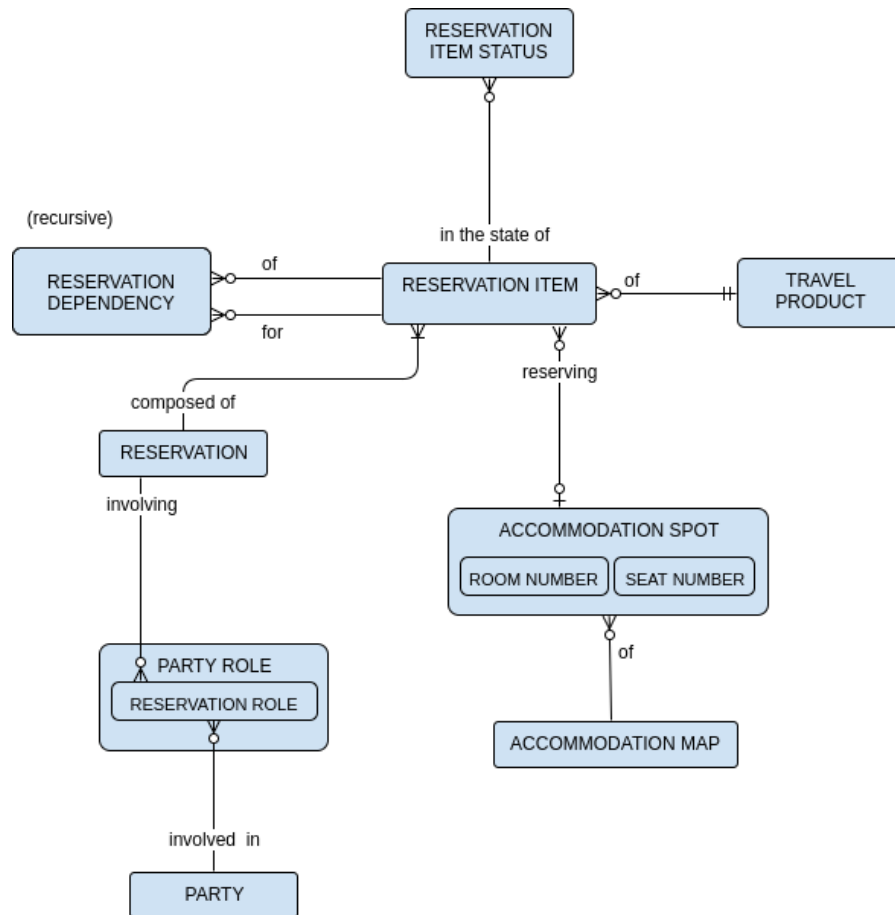 RESERVATION
ITEM STATUS
in the state of
(recursive)
RESERVATION
DEPENDENCY
of
for
RESERVATION ITEM
of
TRAVEL
PRODUCT
reserving
composed of
RESERVATION
involving
ACCOMMODATION SPOT
ROOM NUMBER
SEAT NUMBER
of
ACCOMMODATION MAP
PARTY ROLE
RESERVATION ROLE
involved in
PARTY